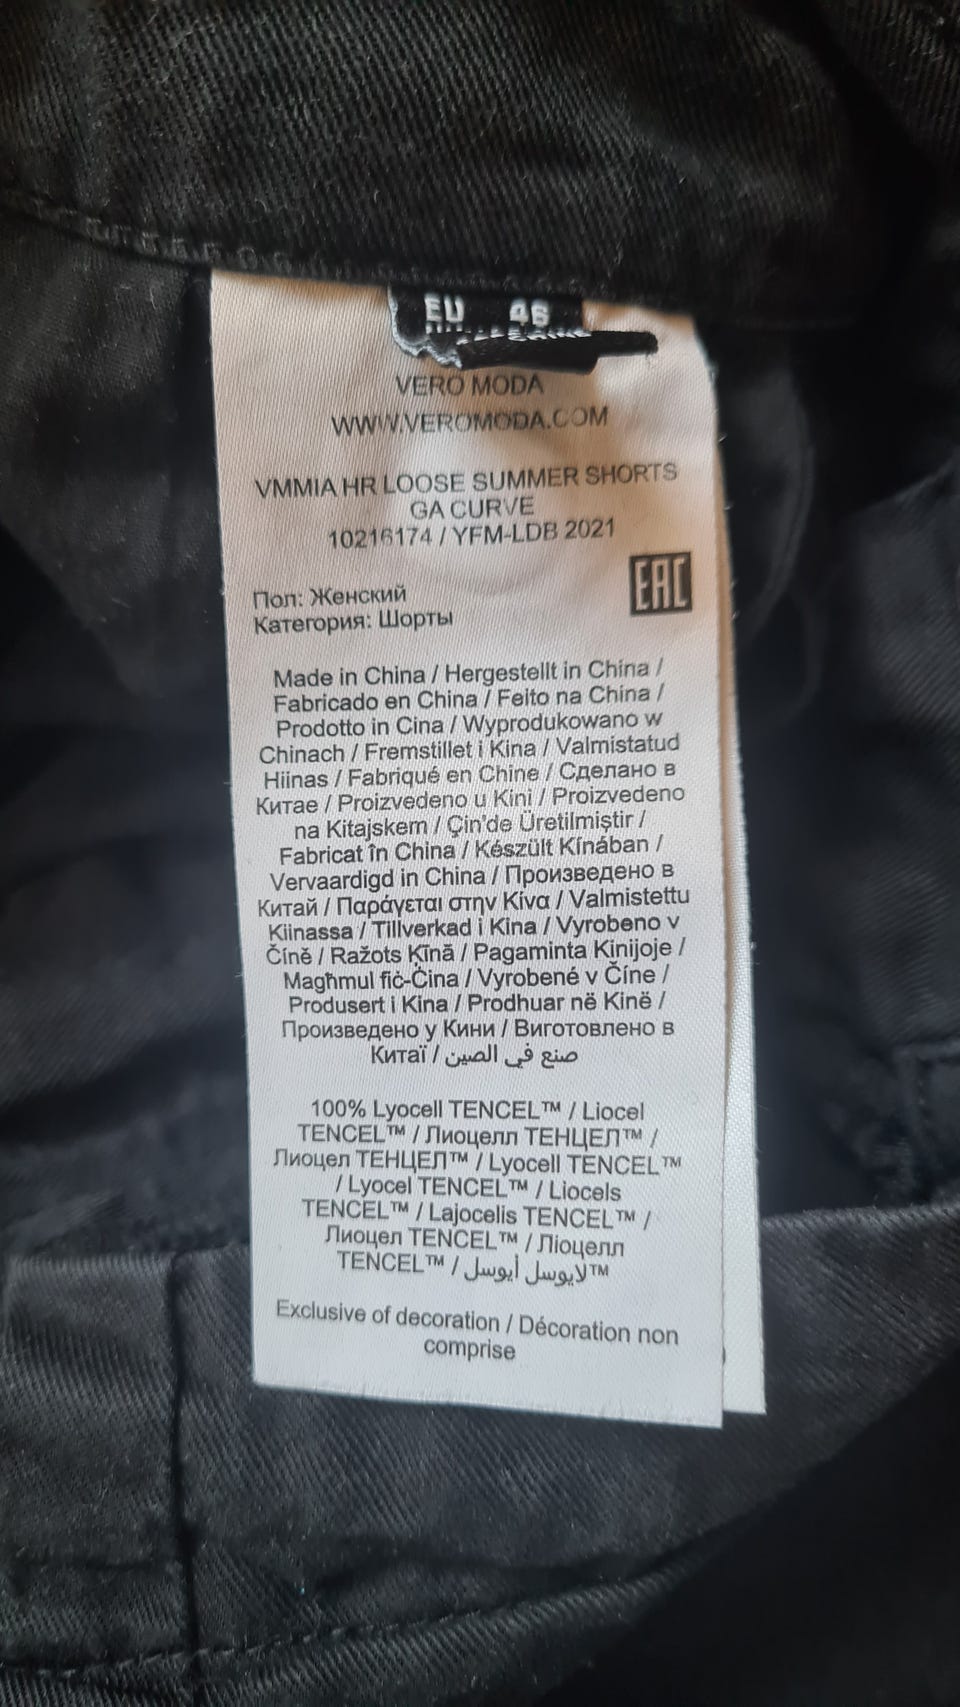 EU 46
VERO MODA
WWW.VEROMODA.COM
VMMIA HR LOOSE SUMMER SHORTS
GA CURVE
10216174 / YFM-LDB 2021
EAC
Пол: Женский
Категория: Шорты
Made in China / Hergestellt in China /
Fabricado en China / Feito na China /
Prodotto in Cina / Wyprodukowano w
Chinach / Fremstillet i Kina / Valmistatud
Hiinas / Fabriqué en Chine / Сделано в
Китае / Proizvedeno u Kini / Proizvedeno
na Kitajskem / Çin'de Üretilmiştir /
Fabricat în China / Készült Kínában /
Vervaardigd in China / Произведено в
Китай / Παράγεται στην Κίνα / Valmistettu
Kiinassa / Tillverkad i Kina / Vyrobeno v
Číně / Ražots Ķīnā / Pagaminta Kinijoje /
Magħmul fiċ-Ċina / Vyrobené v Číne /
Produsert i Kina / Prodhuar në Kinë /
Произведено у Кини / Виготовлено в
Китаї / صنع في الصين
100% Lyocell TENCEL™ / Liocel
TENCEL™ / Лиоцелл ТЕНЦЕЛ™ /
Лиоцел ТЕНЦЕЛ™ / Lyocell TENCEL™
/ Lyocel TENCEL™ / Liocels
TENCEL™ / Lajocelis TENCEL™ /
Лиоцел TENCEL™ / Ліоцелл
TENCEL™ / لايوسل أيوسل™
Exclusive of decoration / Décoration non
comprise